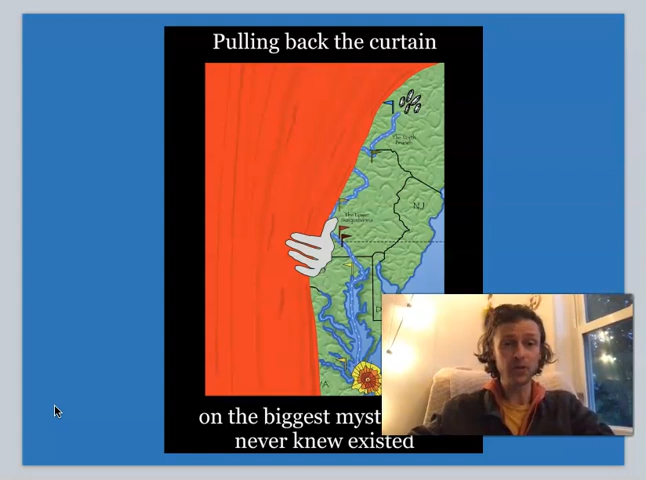 Pulling back the curtain
The North
Branch
NJ
The Lower
Susquehanna
on the biggest myst
never knew existed